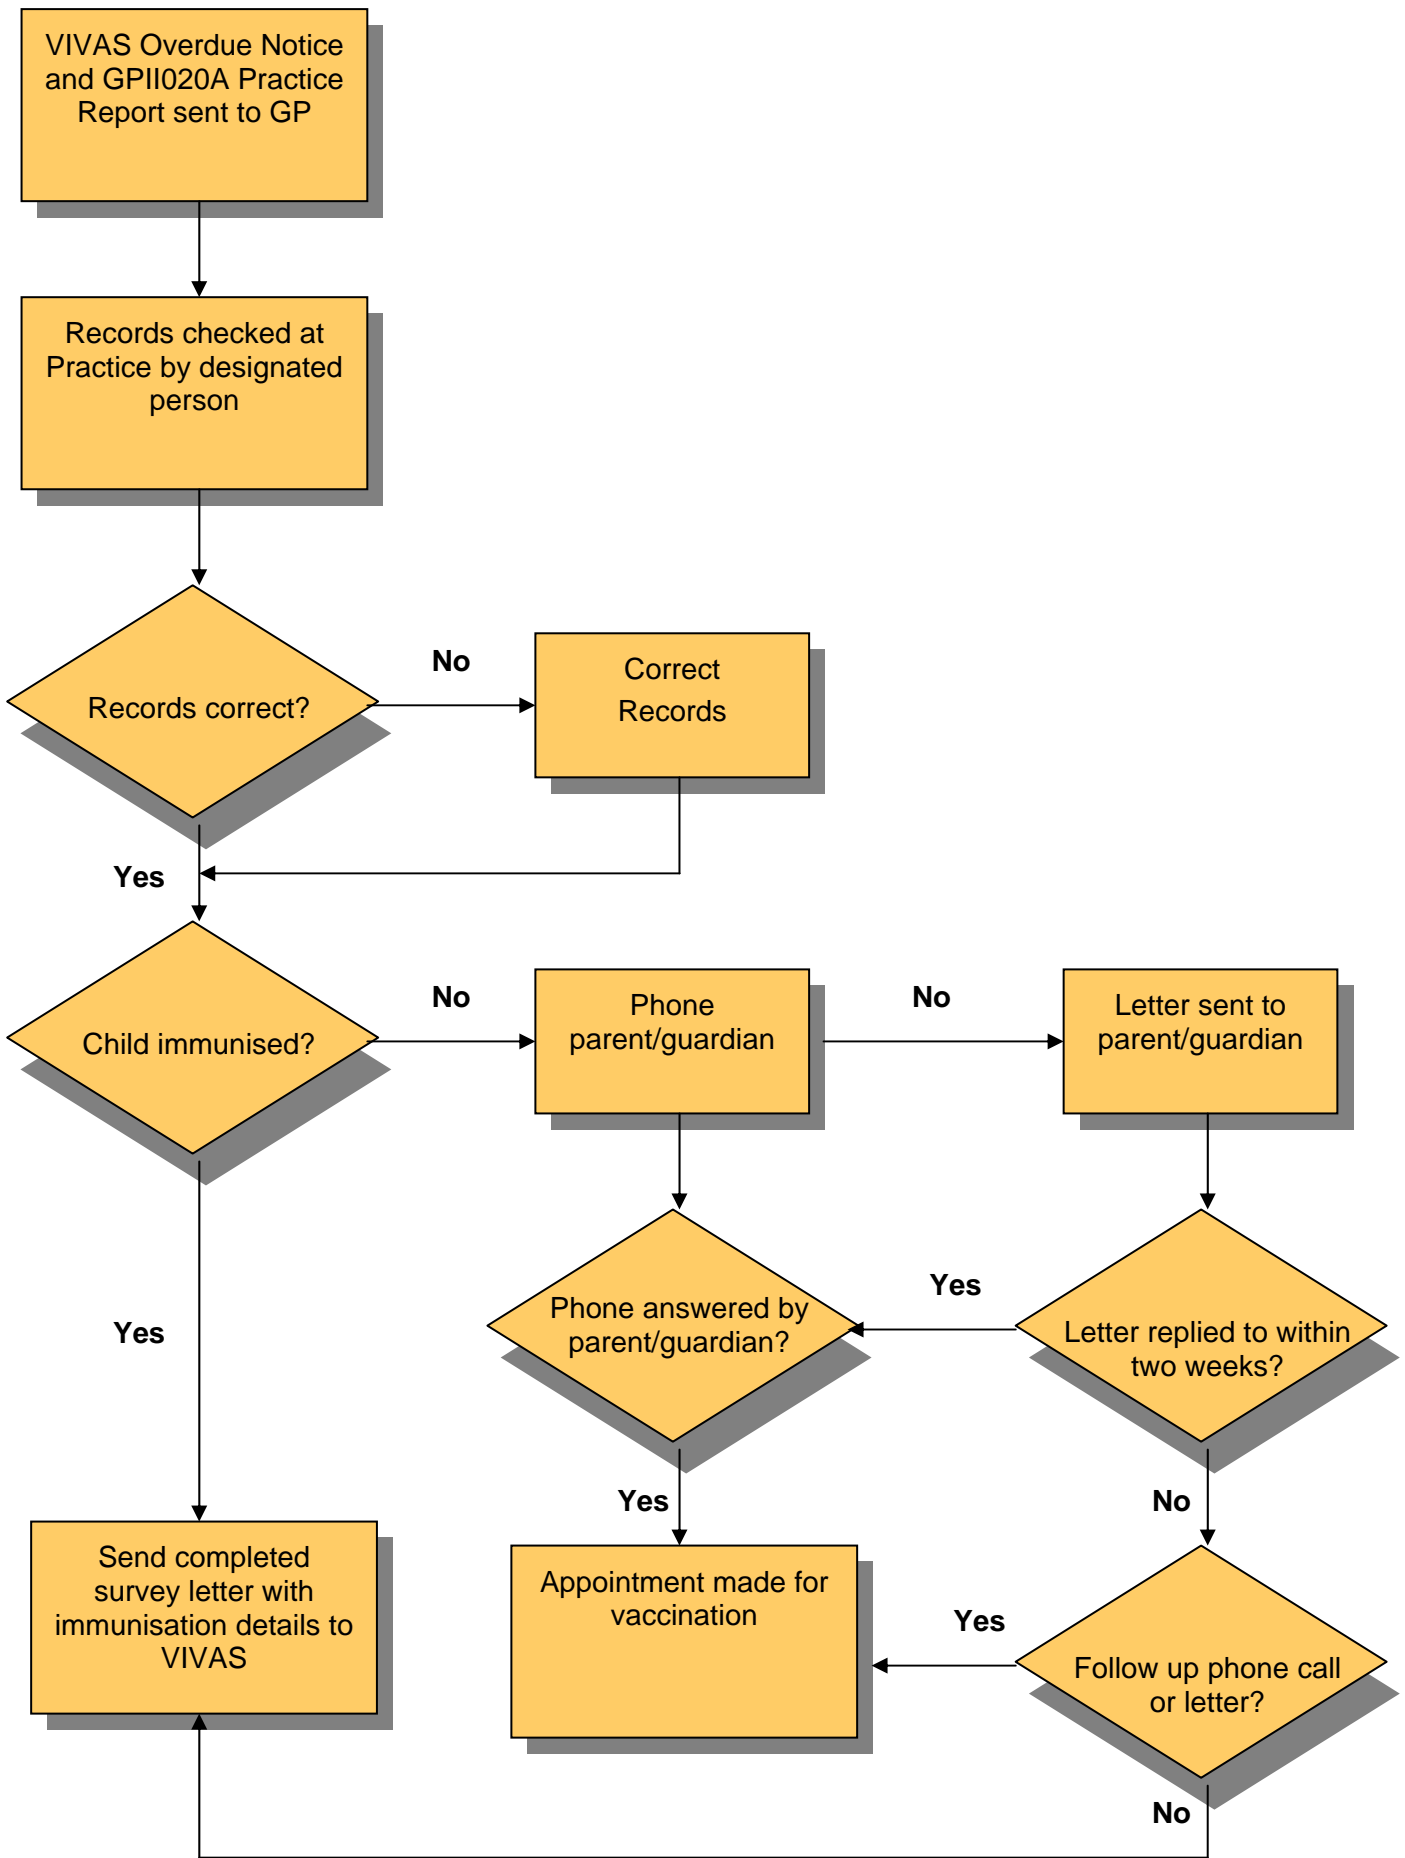 VIVAS Overdue Notice
and GPII020A Practice
Report sent to GP
Records checked at
Practice by designated
person
Records correct?
No
Correct
Records
Yes
Child immunised?
No
Phone
parent/guardian
No
Letter sent to
parent/guardian
Yes
Phone answered by
parent/guardian?
Yes
Letter replied to within
two weeks?
Yes
No
Send completed
survey letter with
immunisation details to
VIVAS
Appointment made for
vaccination
Yes
Follow up phone call
or letter?
No